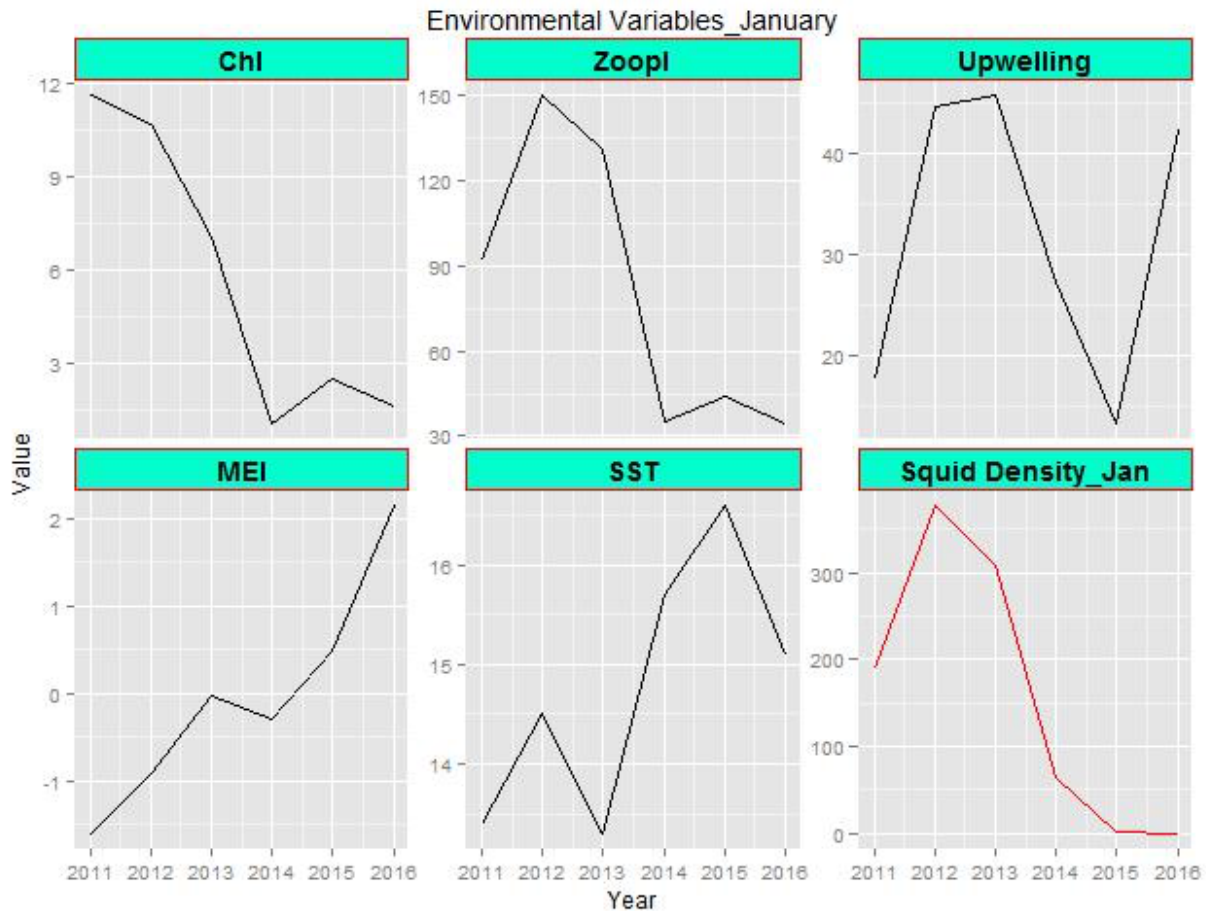 Environmental Variables_January
Chl
Zoopl
Upwelling
12
9
6
3
150
120
90
60
30
40
30
20
Value
MEI
SST
Squid Density_Jan
2
1
0
-1
16
15
14
300
200
100
0
2011 2012 2013 2014 2015 2016
2011 2012 2013 2014 2015 2016
2011 2012 2013 2014 2015 2016
Year